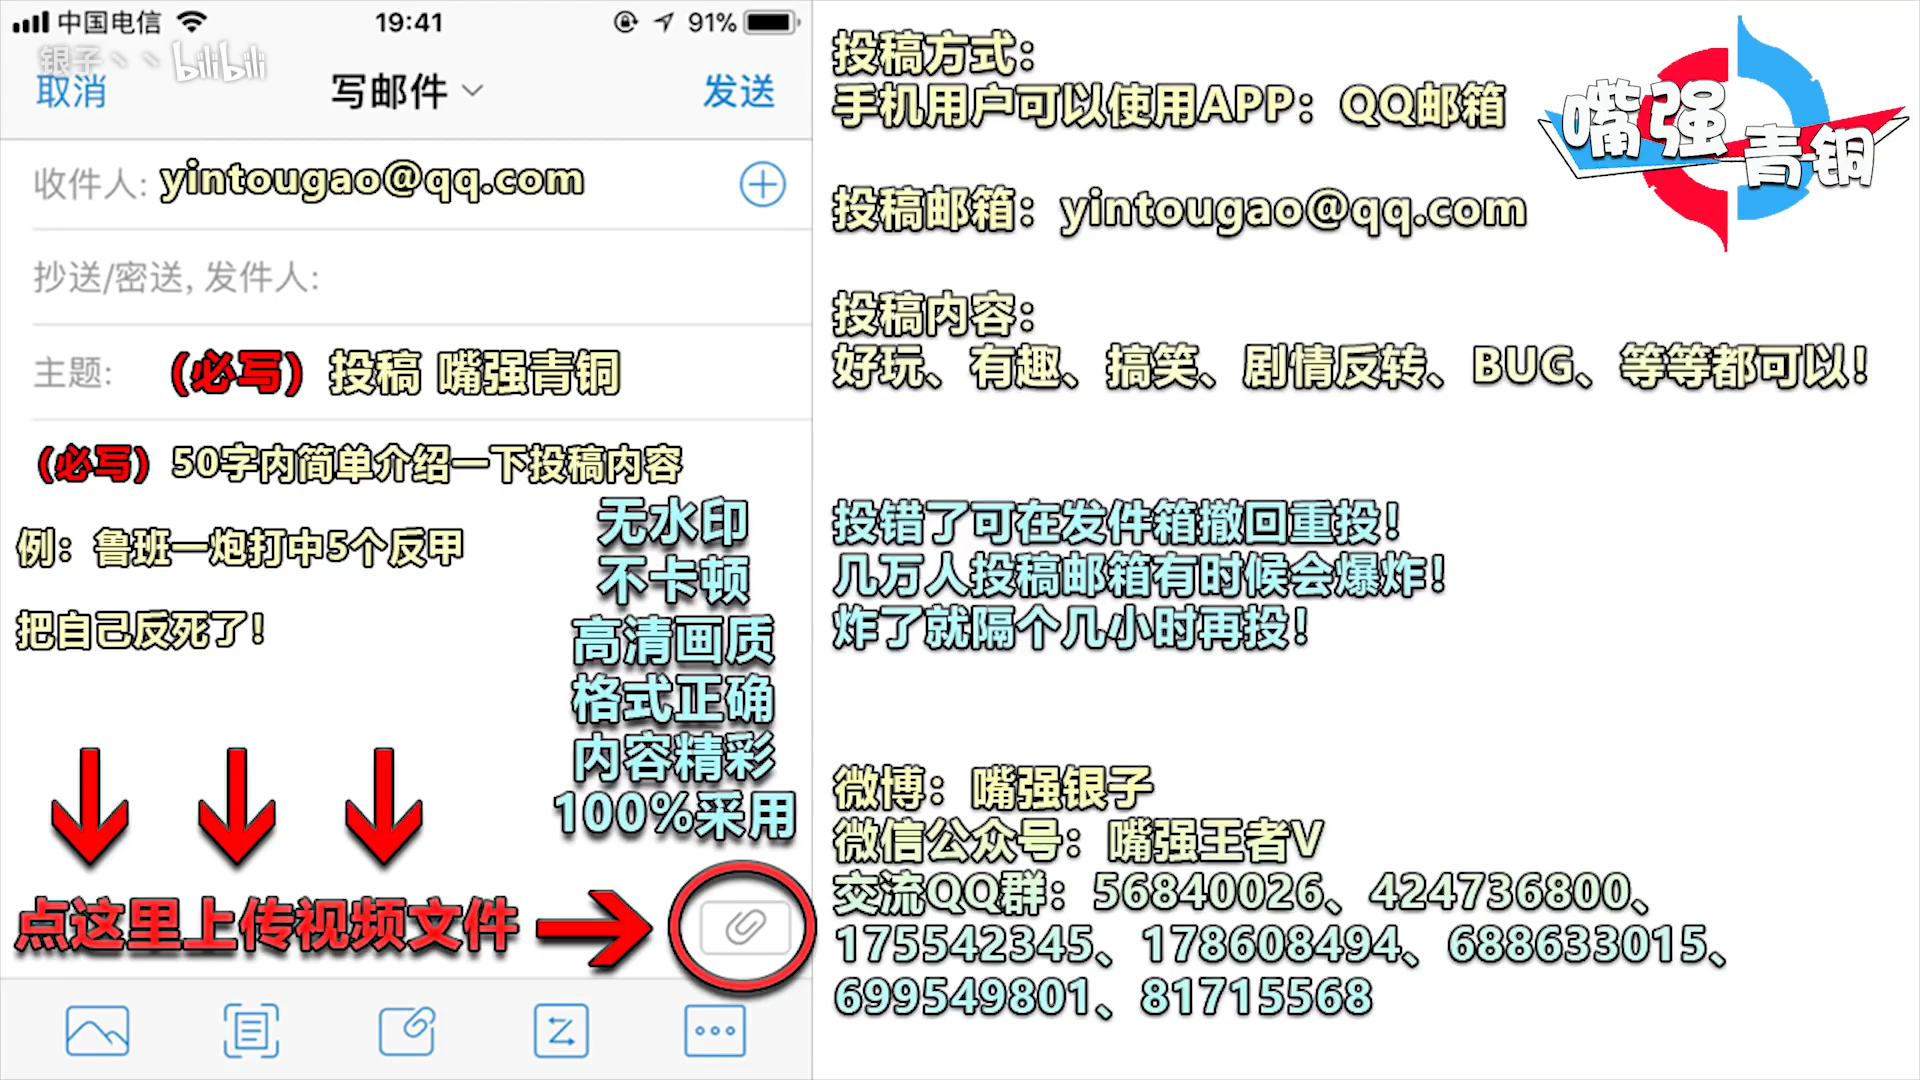 中国电信
19:41
91%
银子丶丶 bilibili
取消
写邮件
发送
收件人: yintougao@qq.com
抄送/密送, 发件人:
主题: （必写）投稿 嘴强青铜
（必写）50字内简单介绍一下投稿内容
例：鲁班一炮打中5个反甲
把自己反死了！
无水印
不卡顿
高清画质
格式正确
内容精彩
100%采用
点这里上传视频文件
投稿方式：
手机用户可以使用APP：QQ邮箱
投稿邮箱：yintougao@qq.com
投稿内容：
好玩、有趣、搞笑、剧情反转、BUG、等等都可以！
投错了可在发件箱撤回重投！
几万人投稿邮箱有时候会爆炸！
炸了就隔个几小时再投！
微博：嘴强银子
微信公众号：嘴强王者V
交流QQ群：56840026、424736800、
175542345、178608494、688633015、
699549801、81715568
嘴强青铜